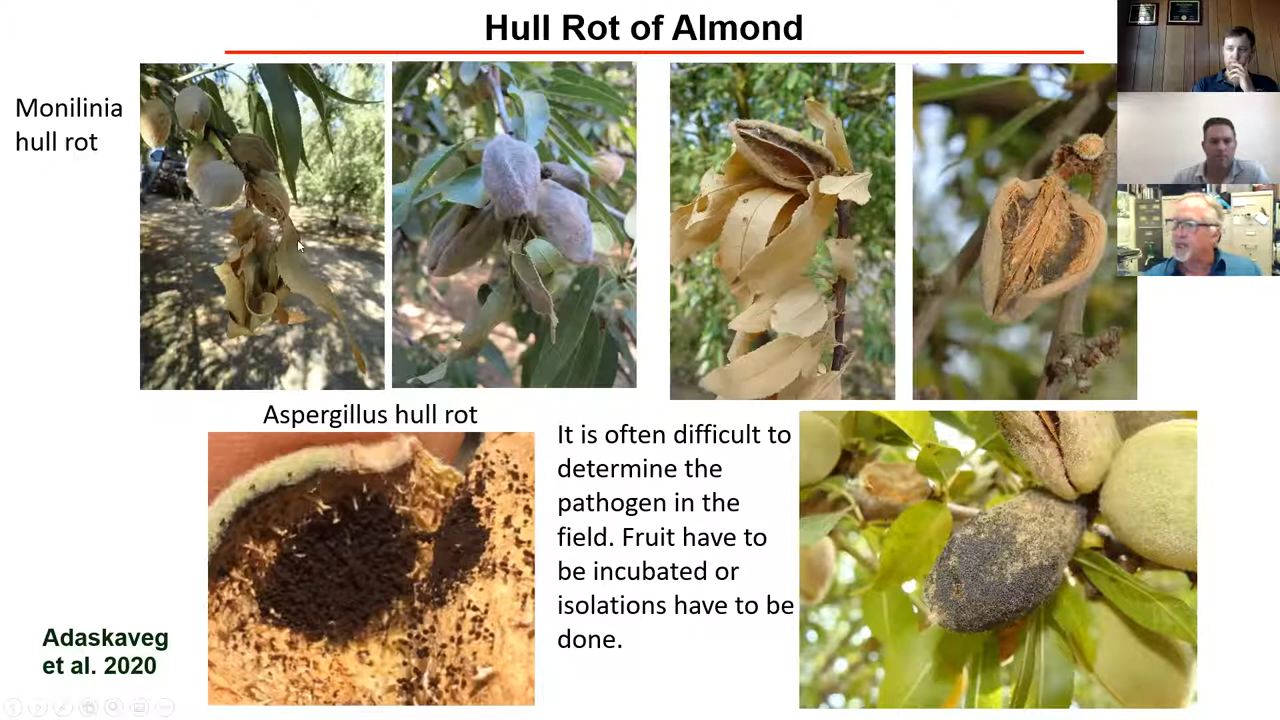 Hull Rot of Almond
Monilinia
hull rot
Aspergillus hull rot
It is often difficult to
determine the
pathogen in the
field. Fruit have to
be incubated or
isolations have to be
done.
Adaskaveg
et al. 2020